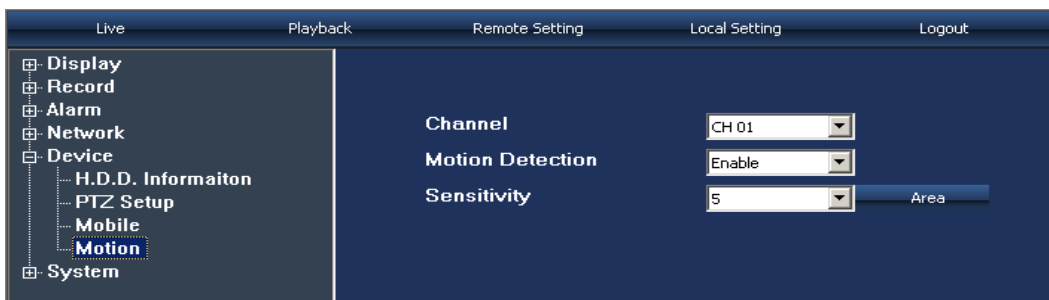 Live Playback Remote Setting Local Setting Logout
Display
Record
Alarm
Network
Device
H.D.D. Informaiton
PTZ Setup
Mobile
Motion
System
Channel CH 01
Motion Detection Enable
Sensitivity 5 Area